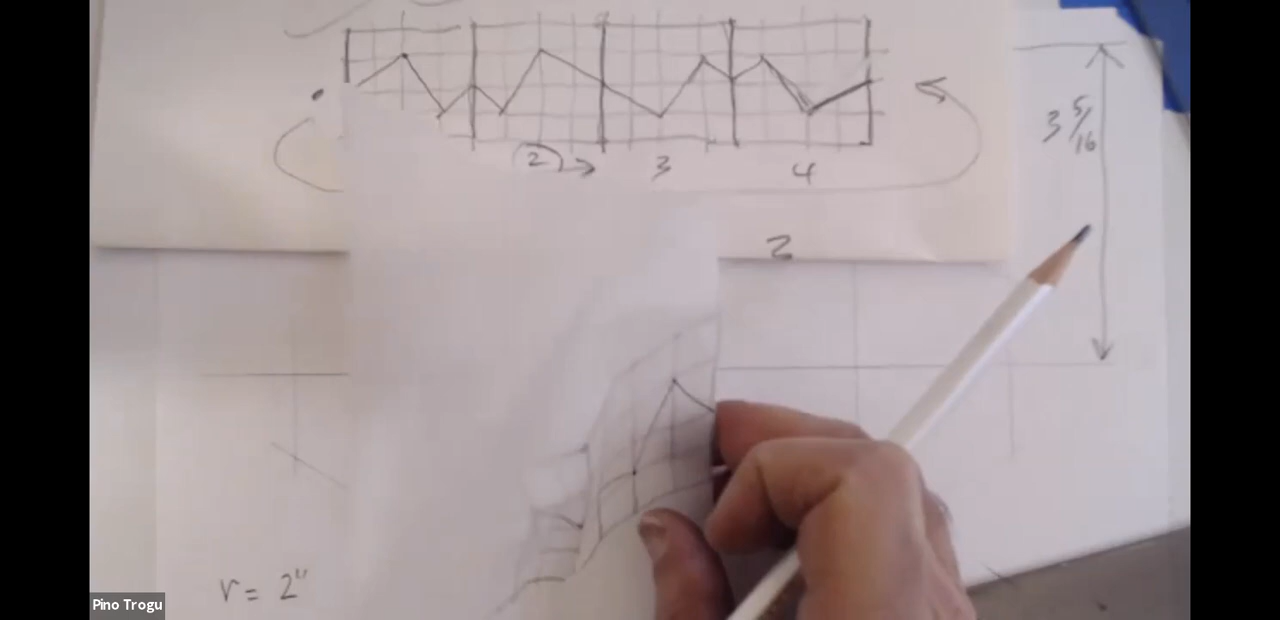 3 5/16
2 3 4
2
r = 2"
Pino Trogu